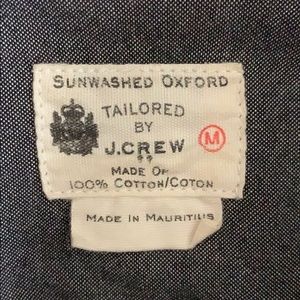 SUNWASHED OXFORD
TAILORED
BY
J.CREW
M
MADE OF
100% COTTON/COTON
MADE IN MAURITIUS